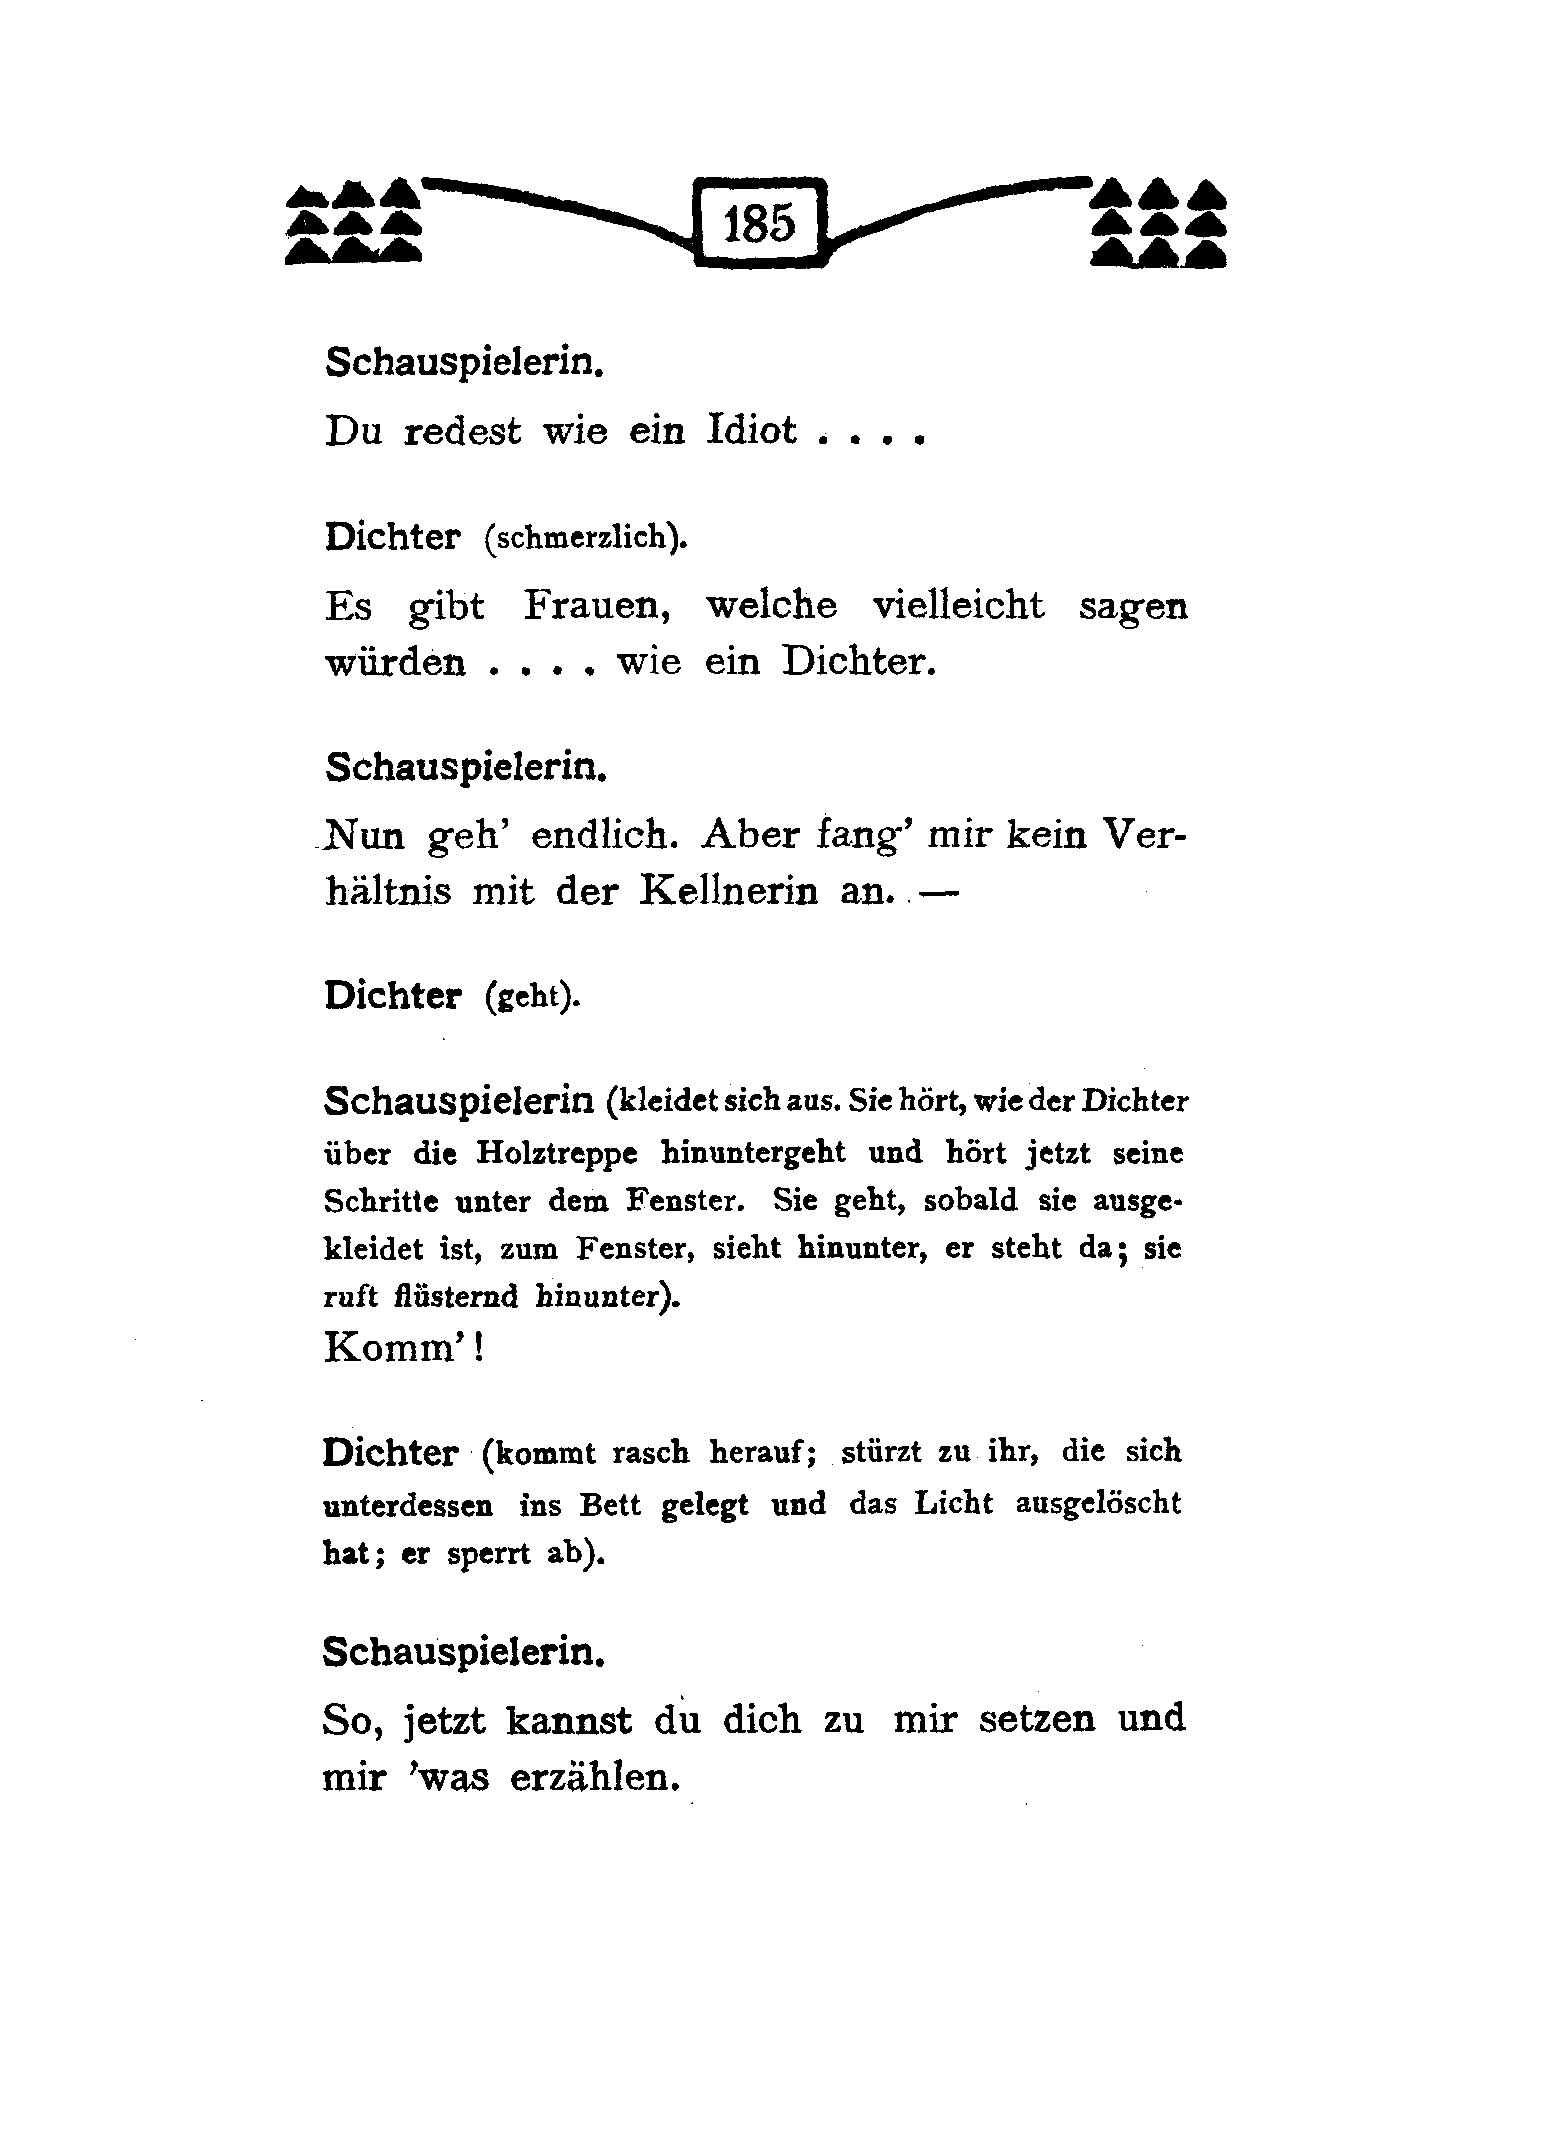 185
Schauspielerin.
Du redest wie ein Idiot . . . .
Dichter (schmerzlich).
Es gibt Frauen, welche vielleicht sagen
würden . . . . wie ein Dichter.
Schauspielerin.
Nun geh’ endlich. Aber fang’ mir kein Ver-
hältnis mit der Kellnerin an. —
Dichter (geht).
Schauspielerin (kleidet sich aus. Sie hört, wie der Dichter
über die Holztreppe hinuntergeht und hört jetzt seine
Schritte unter dem Fenster. Sie geht, sobald sie ausge-
kleidet ist, zum Fenster, sieht hinunter, er steht da; sie
ruft flüsternd hinunter).
Komm’!
Dichter (kommt rasch herauf; stürzt zu ihr, die sich
unterdessen ins Bett gelegt und das Licht ausgelöscht
hat; er sperrt ab).
Schauspielerin.
So, jetzt kannst du dich zu mir setzen und
mir ’was erzählen.